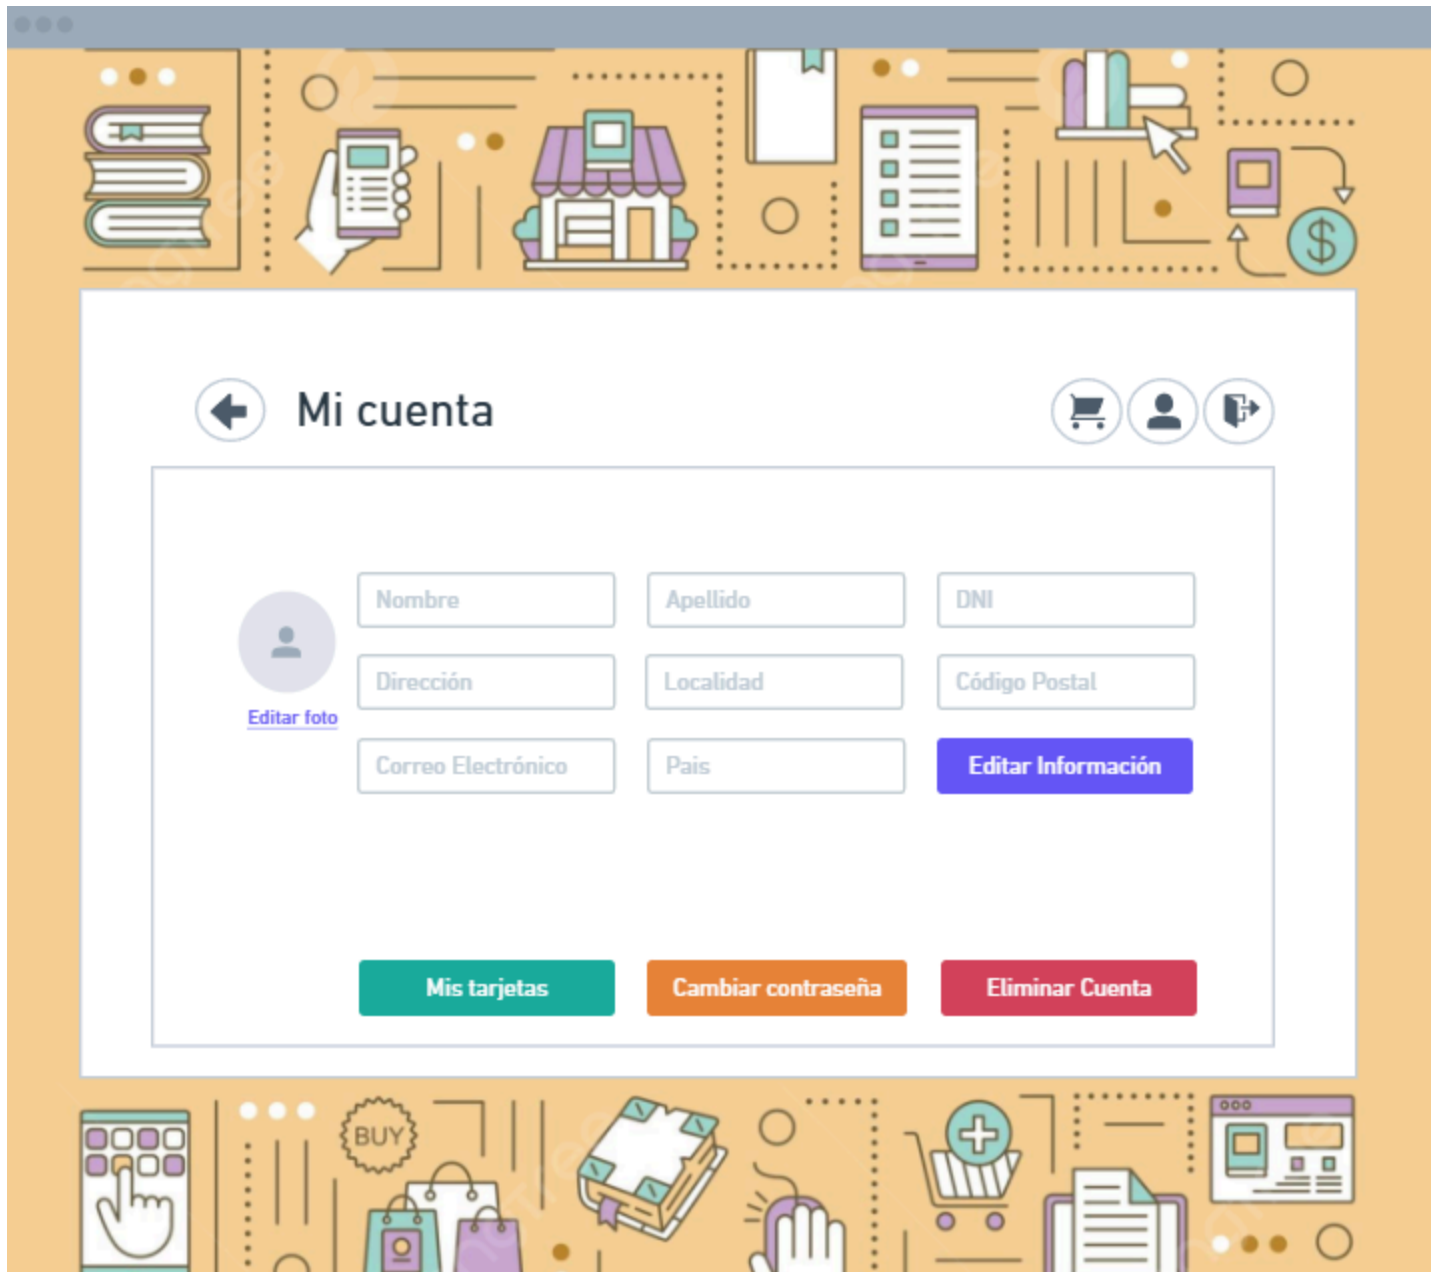 Mi cuenta
Nombre
Apellido
DNI
Dirección
Localidad
Código Postal
Editar foto
Correo Electrónico
Pais
Editar Información
Mis tarjetas
Cambiar contraseña
Eliminar Cuenta
BUY